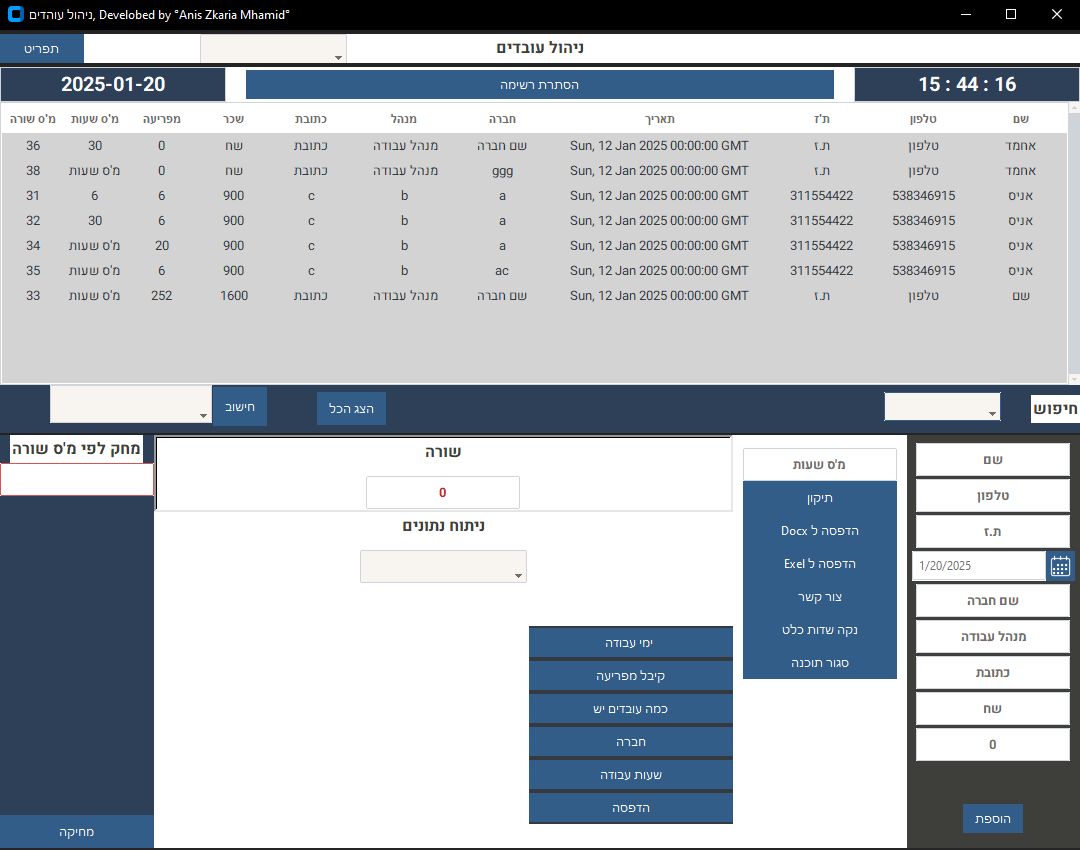 ניהול עוהדים, Develobed by °Anis Zkaria Mhamid°
ניהול עובדים
תפריט
15 : 44 : 16
הסתרת רשימה
2025-01-20
שם טלפון ת'ז תאריך חברה מנהל כתובת שכר מפריעה מ'ס שעות מ'ס שורה
אחמד טלפון ת.ז Sun, 12 Jan 2025 00:00:00 GMT שם חברה מנהל עבודה כתובת שח 0 30 36
אחמד טלפון ת.ז Sun, 12 Jan 2025 00:00:00 GMT ggg מנהל עבודה כתובת שח 0 מ'ס שעות 38
אניס 538346915 311554422 Sun, 12 Jan 2025 00:00:00 GMT a b c 900 6 6 31
אניס 538346915 311554422 Sun, 12 Jan 2025 00:00:00 GMT a b c 900 6 30 32
אניס 538346915 311554422 Sun, 12 Jan 2025 00:00:00 GMT a b c 900 20 מ'ס שעות 34
אניס 538346915 311554422 Sun, 12 Jan 2025 00:00:00 GMT ac b c 900 6 מ'ס שעות 35
שם טלפון ת.ז Sun, 12 Jan 2025 00:00:00 GMT שם חברה מנהל עבודה כתובת 1600 252 מ'ס שעות 33
חיפוש
הצג הכל
חישוב
שם
טלפון
ת.ז
1/20/2025
שם חברה
מנהל עבודה
כתובת
שח
0
הוספת
מ'ס שעות
תיקון
הדפסה ל Docx
הדפסה ל Exel
צור קשר
נקה שדות כלט
סגור תוכנה
שורה
0
ניתוח נתונים
ימי עבודה
קיבל מפריעה
כמה עובדים יש
חברה
שעות עבודה
הדפסה
מחק לפי מ'ס שורה
מחיקה